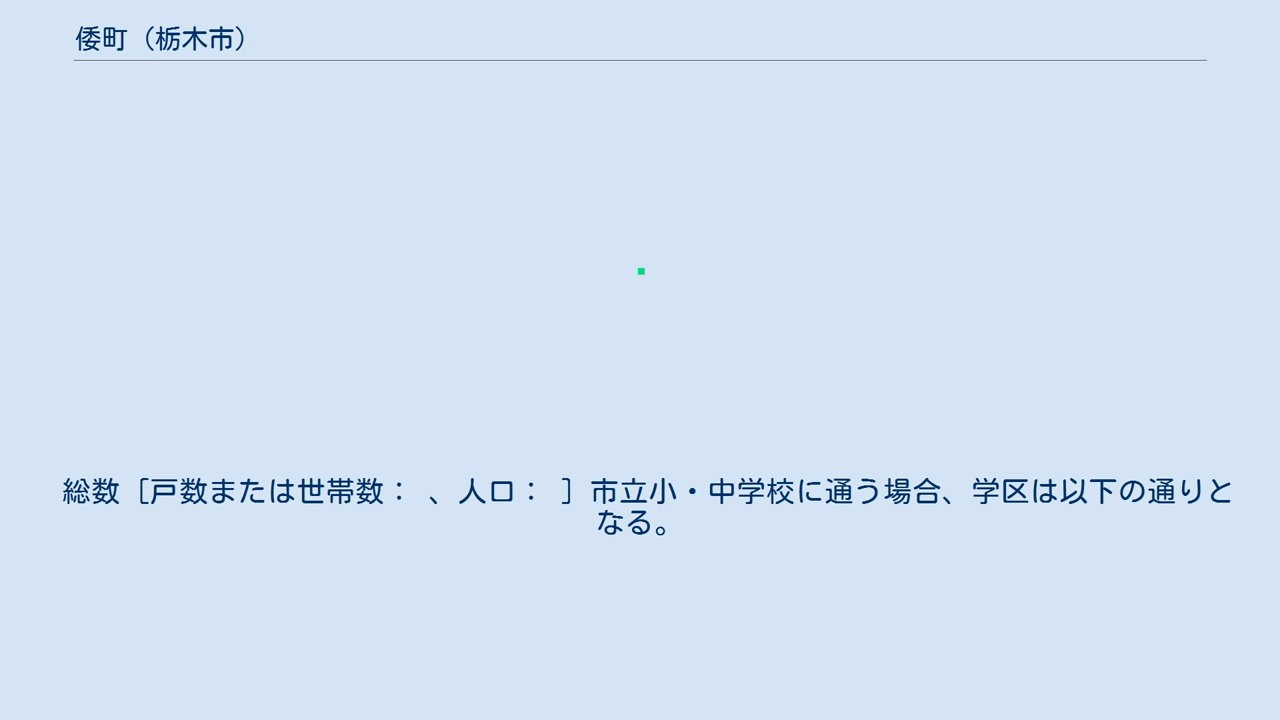 倭町（栃木市）
総数［戸数または世帯数： 、人口： ］市立小・中学校に通う場合、学区は以下の通りと
なる。